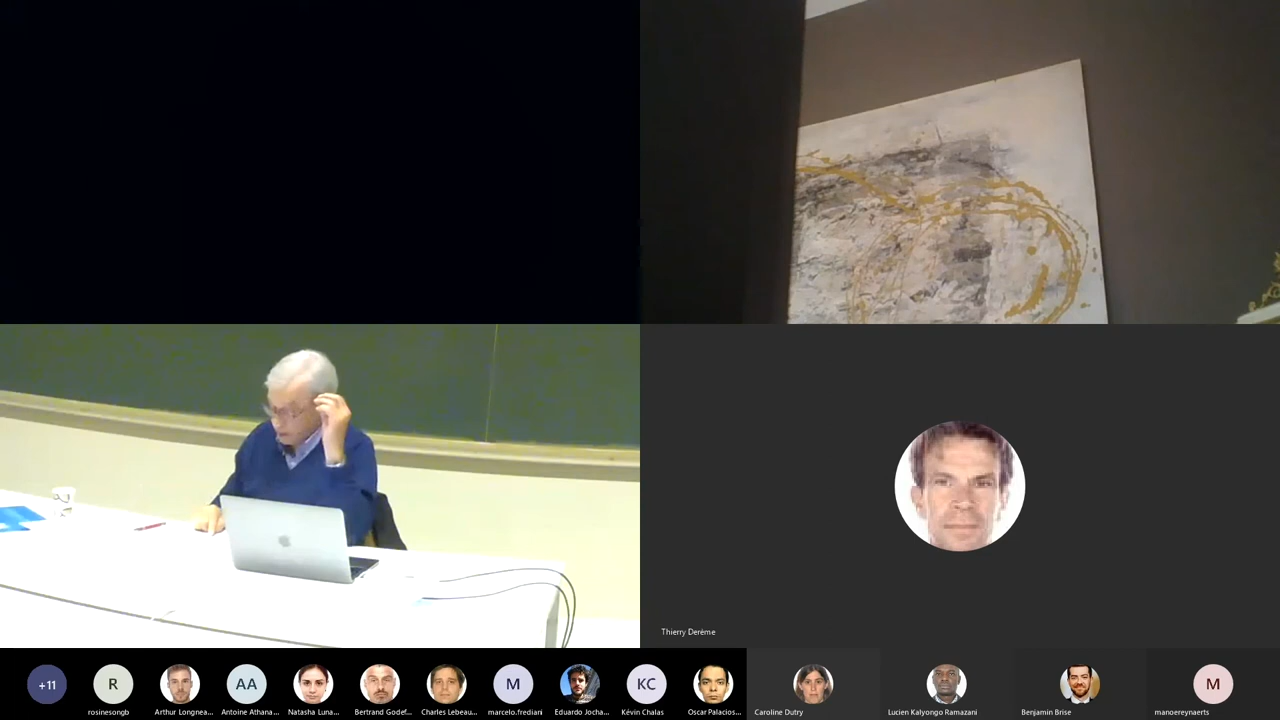 Thierry Derème
+11
R
AA
M
KC
M
rosinesongb
Arthur Longnea...
Antoine Athana...
Natasha Luna...
Bertrand Godef...
Charles Lebeau...
marcelo.frediani
Eduardo Jocha...
Kévin Chalas
Oscar Palacios...
Caroline Dutry
Lucien Kalyongo Ramazani
Benjamin Brise
manoereynaerts